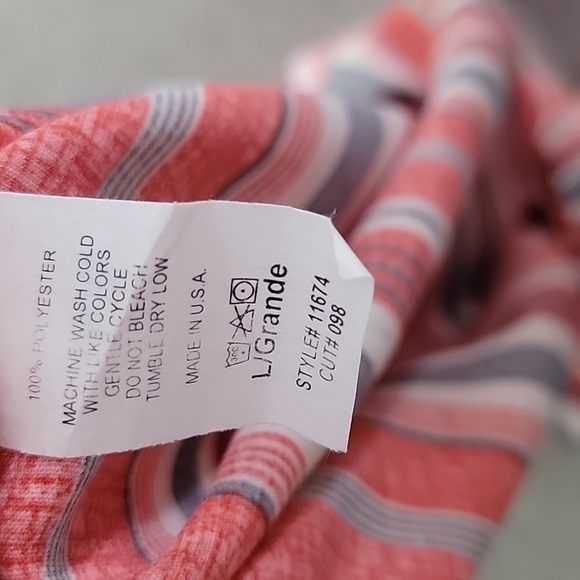 100% POLYESTER
MACHINE WASH COLD
WITH LIKE COLORS
GENTLE CYCLE
DO NOT BLEACH
TUMBLE DRY LOW
MADE IN U.S.A.
L/Grande
STYLE# 11674
CUT# 098